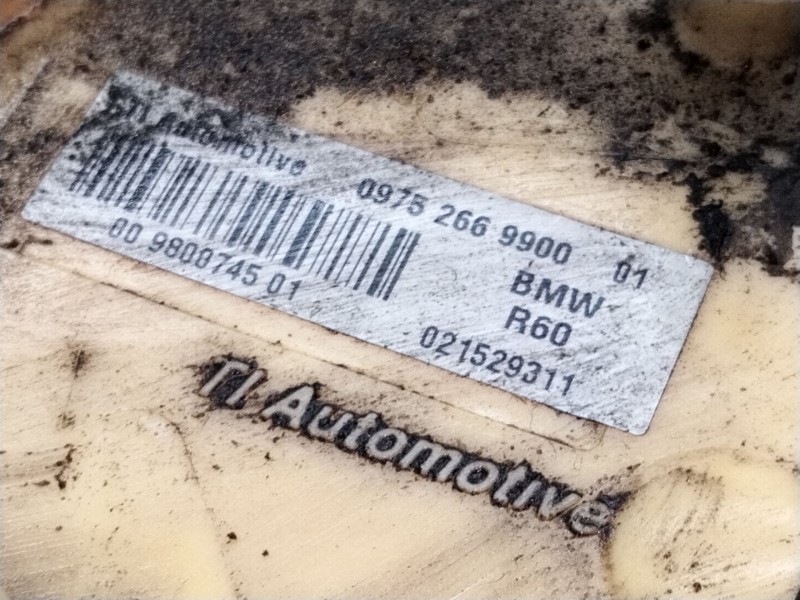 TI Automotive
0975 266 9900 01
00 9800745 01
BMW
R60
021529311
TI Automotive